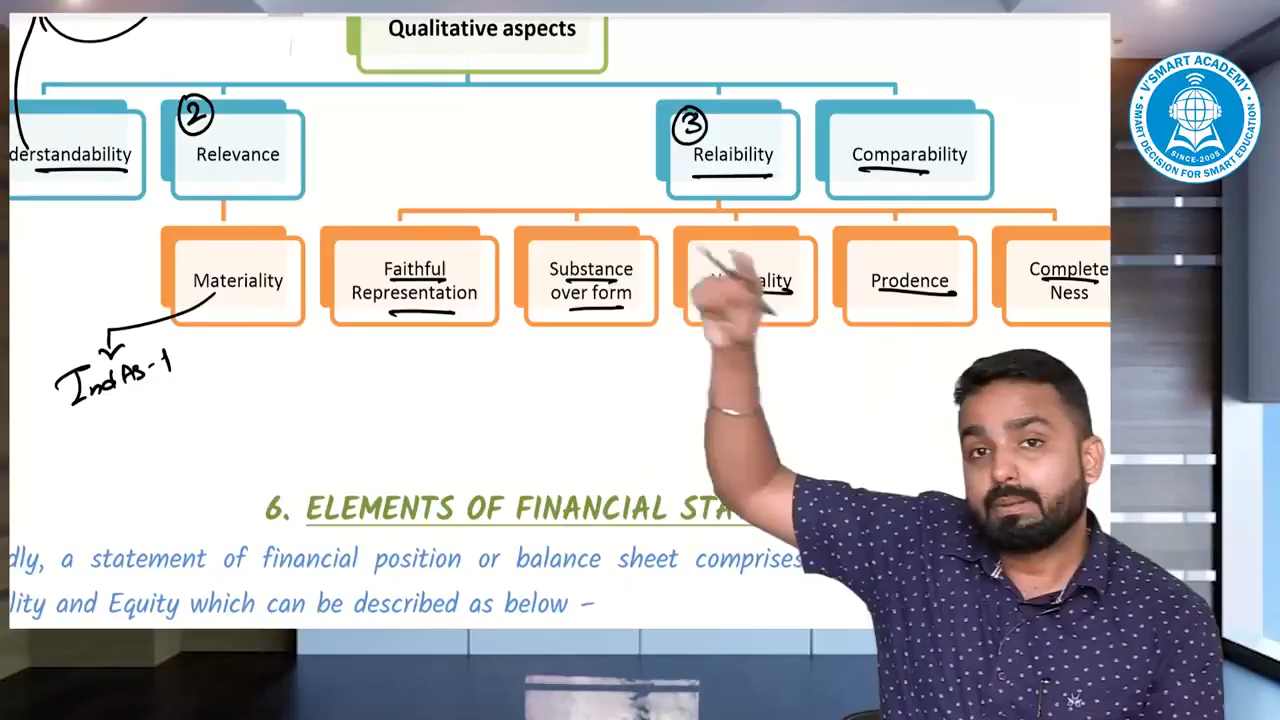 Qualitative aspects
derstandability
2
Relevance
3
Relaibility
Comparability
Materiality
Faithful
Representation
Substance
over form
Prodence
Complete
Ness
Ind AS-1
6. ELEMENTS OF FINANCIAL STA
dly, a statement of financial position or balance sheet comprises
lity and Equity which can be described as below –
V'SMART ACADEMY
SINCE-2005
SMART DECISION FOR SMART EDUCATION